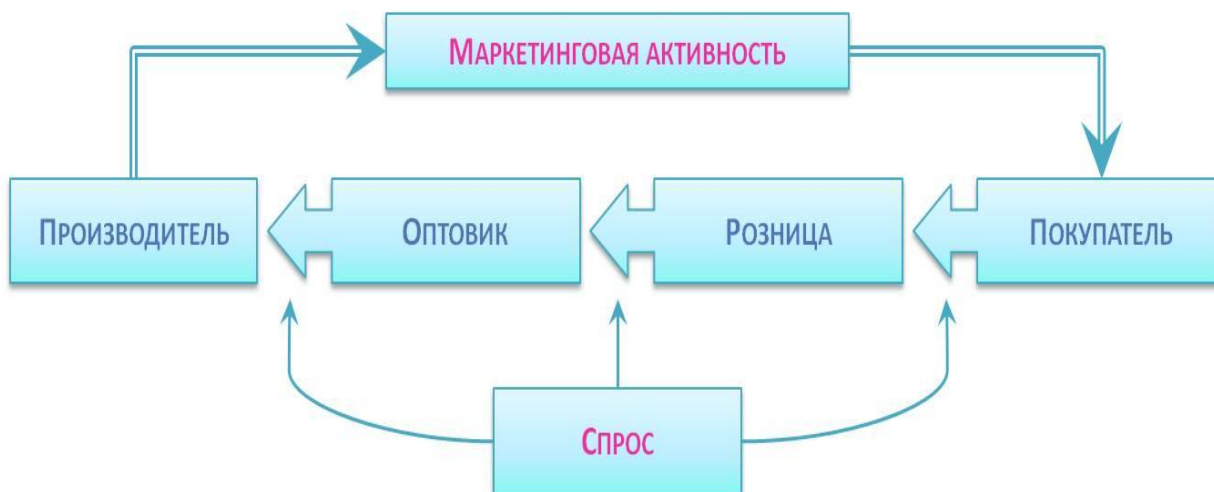 Маркетинговая активность
Производитель
Оптовик
Розница
Покупатель
Спрос